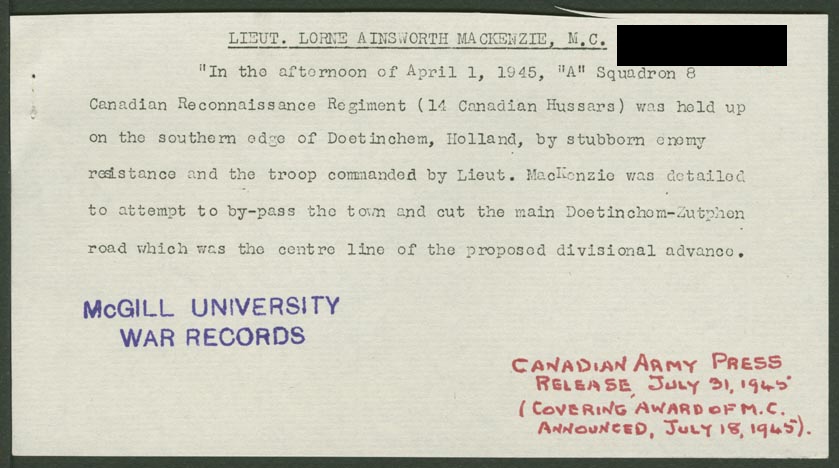 LIEUT. LORNE AINSWORTH MACKENZIE, M.C.
"In the afternoon of April 1, 1945, "A" Squadron 8
Canadian Reconnaissance Regiment (14 Canadian Hussars) was held up
on the southern edge of Doetinchem, Holland, by stubborn enemy
resistance and the troop commanded by Lieut. MacKenzie was detailed
to attempt to by-pass the town and cut the main Doetinchem-Zutphen
road which was the centre line of the proposed divisional advance.
McGILL UNIVERSITY
WAR RECORDS
CANADIAN ARMY PRESS
RELEASE, JULY 31, 1945
(COVERING AWARD OF M.C.
ANNOUNCED, JULY 18, 1945).